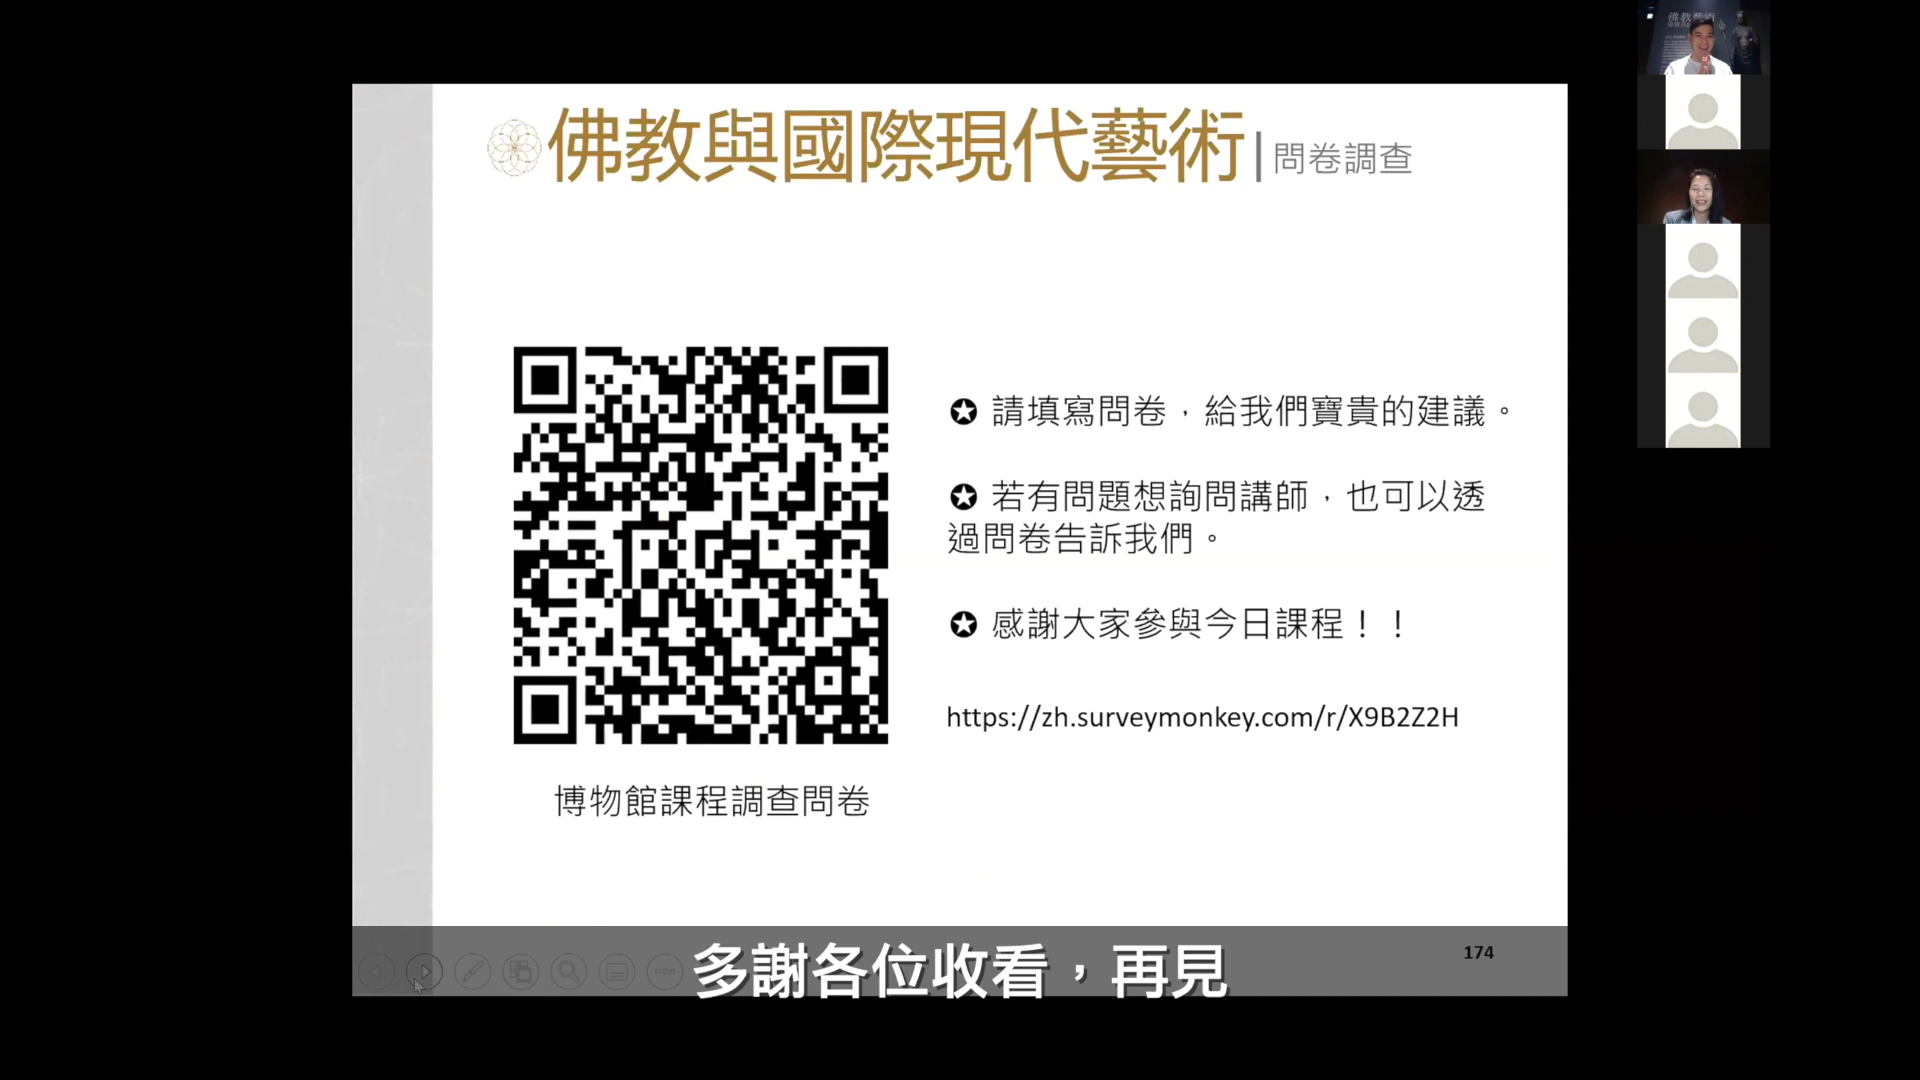 佛教與國際現代藝術|問卷調查
✪ 請填寫問卷，給我們寶貴的建議。
✪ 若有問題想詢問講師，也可以透
過問卷告訴我們。
✪ 感謝大家參與今日課程！！
https://zh.surveymonkey.com/r/X9B2Z2H
博物館課程調查問卷
174
多謝各位收看，再見
佛教藝術